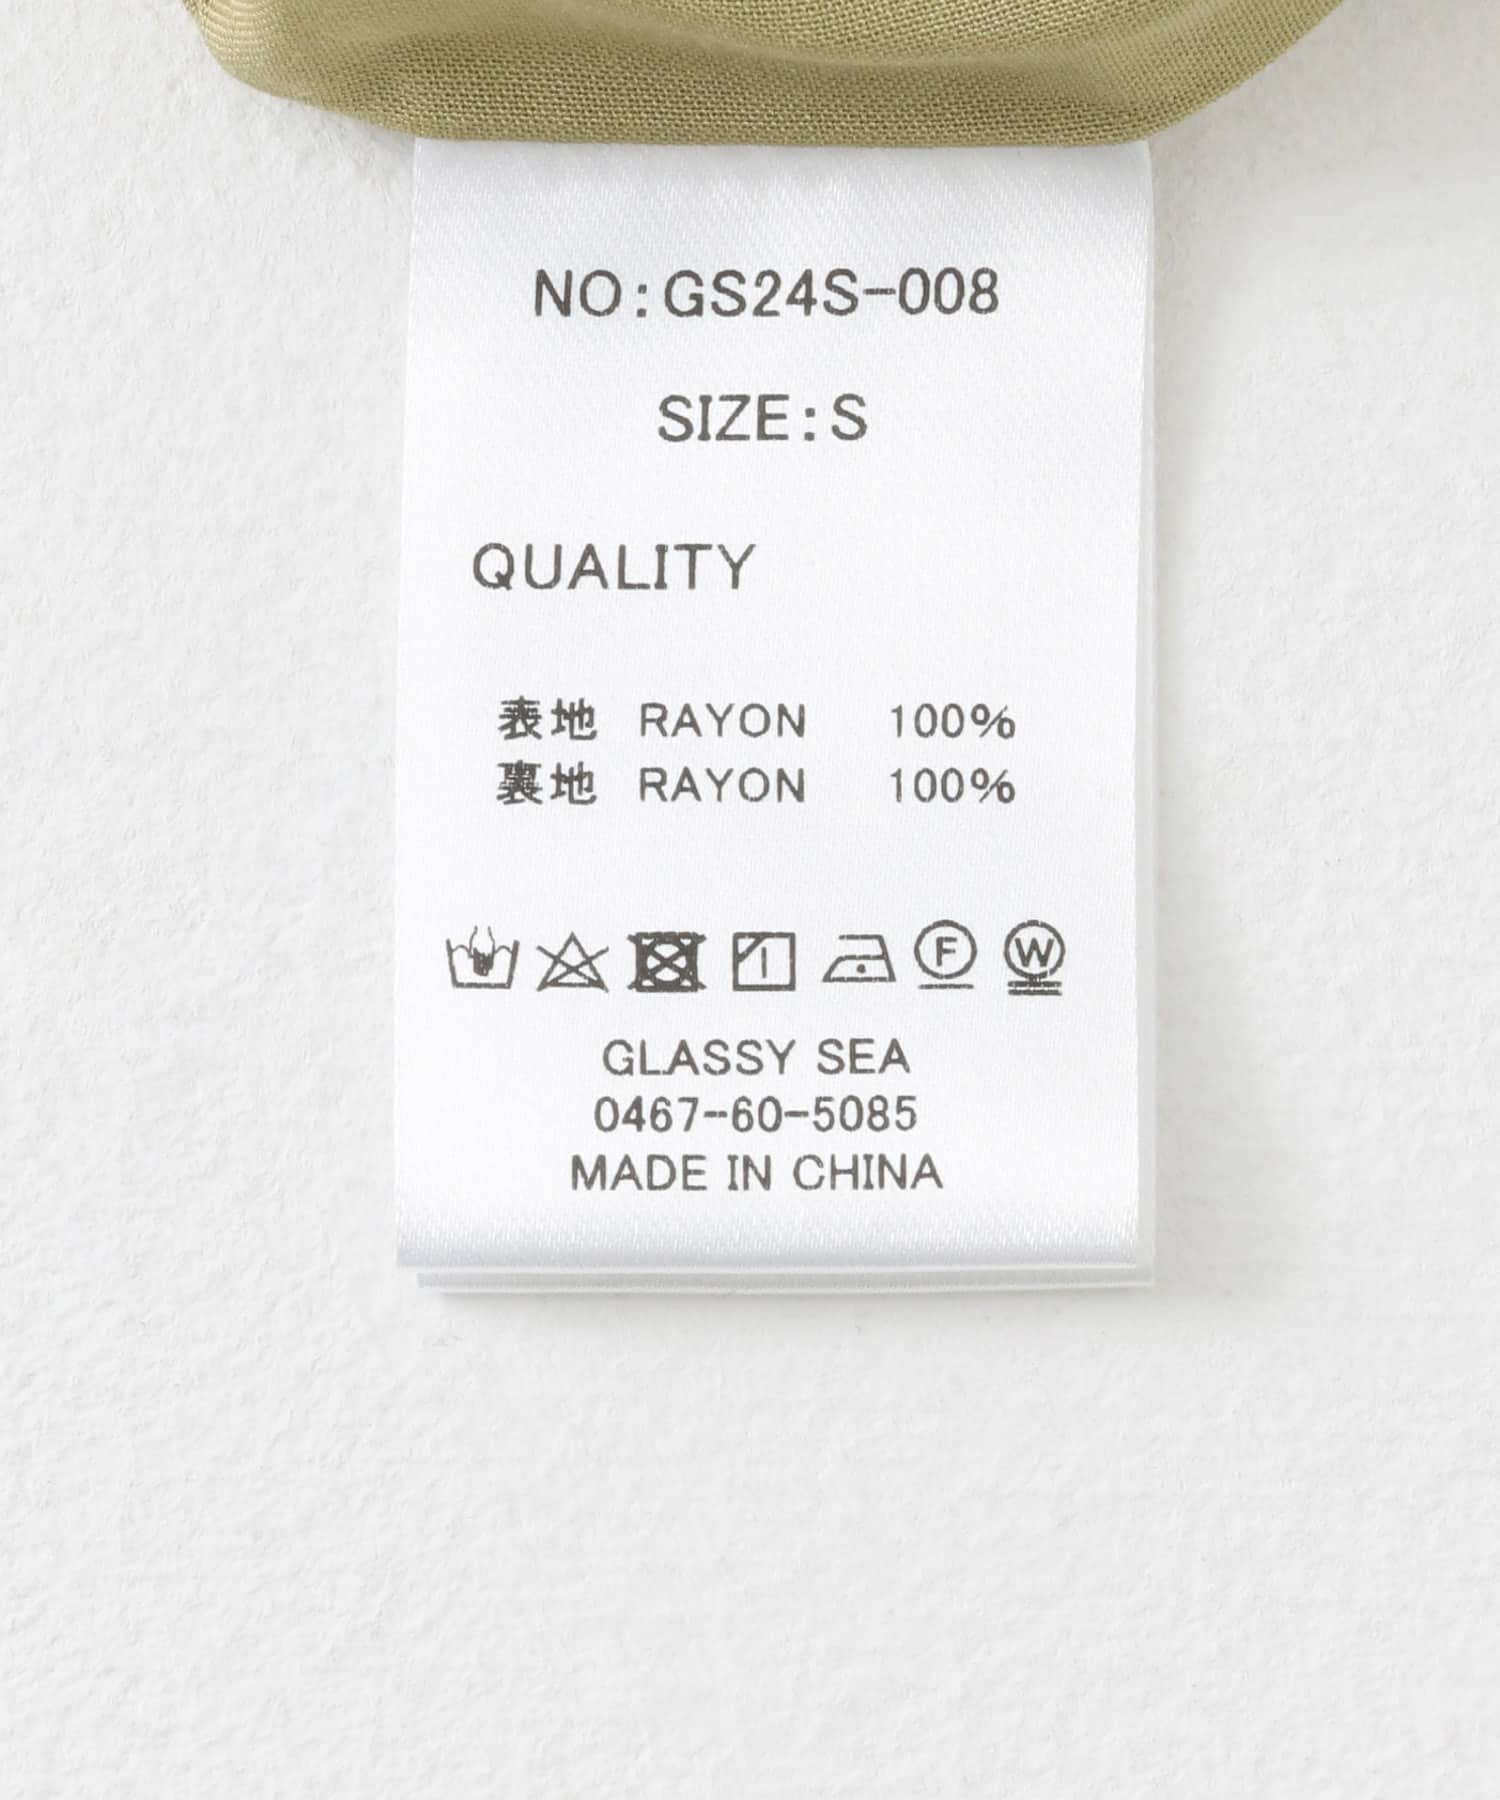 NO:GS24S-008
SIZE:S
QUALITY
表地 RAYON 100%
裏地 RAYON 100%
F W
GLASSY SEA
0467-60-5085
MADE IN CHINA